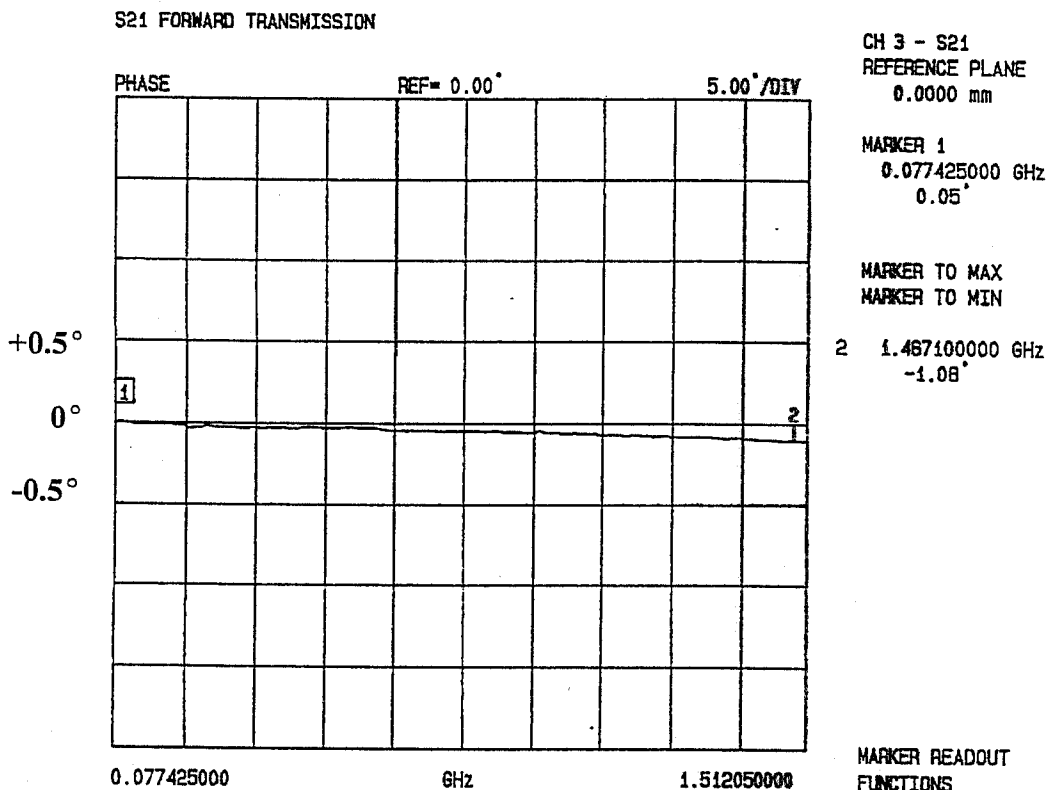 S21 FORWARD TRANSMISSION
CH 3 - S21
REFERENCE PLANE
0.0000 mm
PHASE REF= 0.00° 5.00°/DIV
MARKER 1
0.077425000 GHz
0.05°
MARKER TO MAX
MARKER TO MIN
+0.5°
2 1.467100000 GHz
-1.08°
1
0°
2
-0.5°
0.077425000 GHz 1.512050000
MARKER READOUT
FUNCTIONS